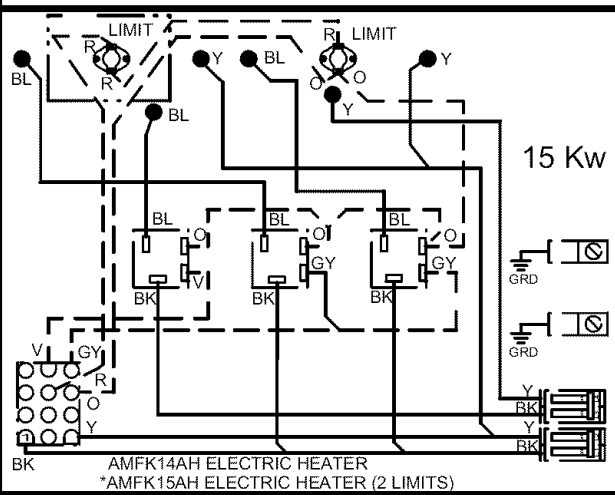 LIMIT
R
LIMIT
R
BL
R
Y
BL
O
O
Y
Y
BL
15 Kw
BL
O
BL
O
BL
O
V
GY
GY
GRD
BK
BK
BK
GRD
V
GY
R
O
Y
BK
Y
Y
BK
BK
AMFK14AH ELECTRIC HEATER
*AMFK15AH ELECTRIC HEATER (2 LIMITS)